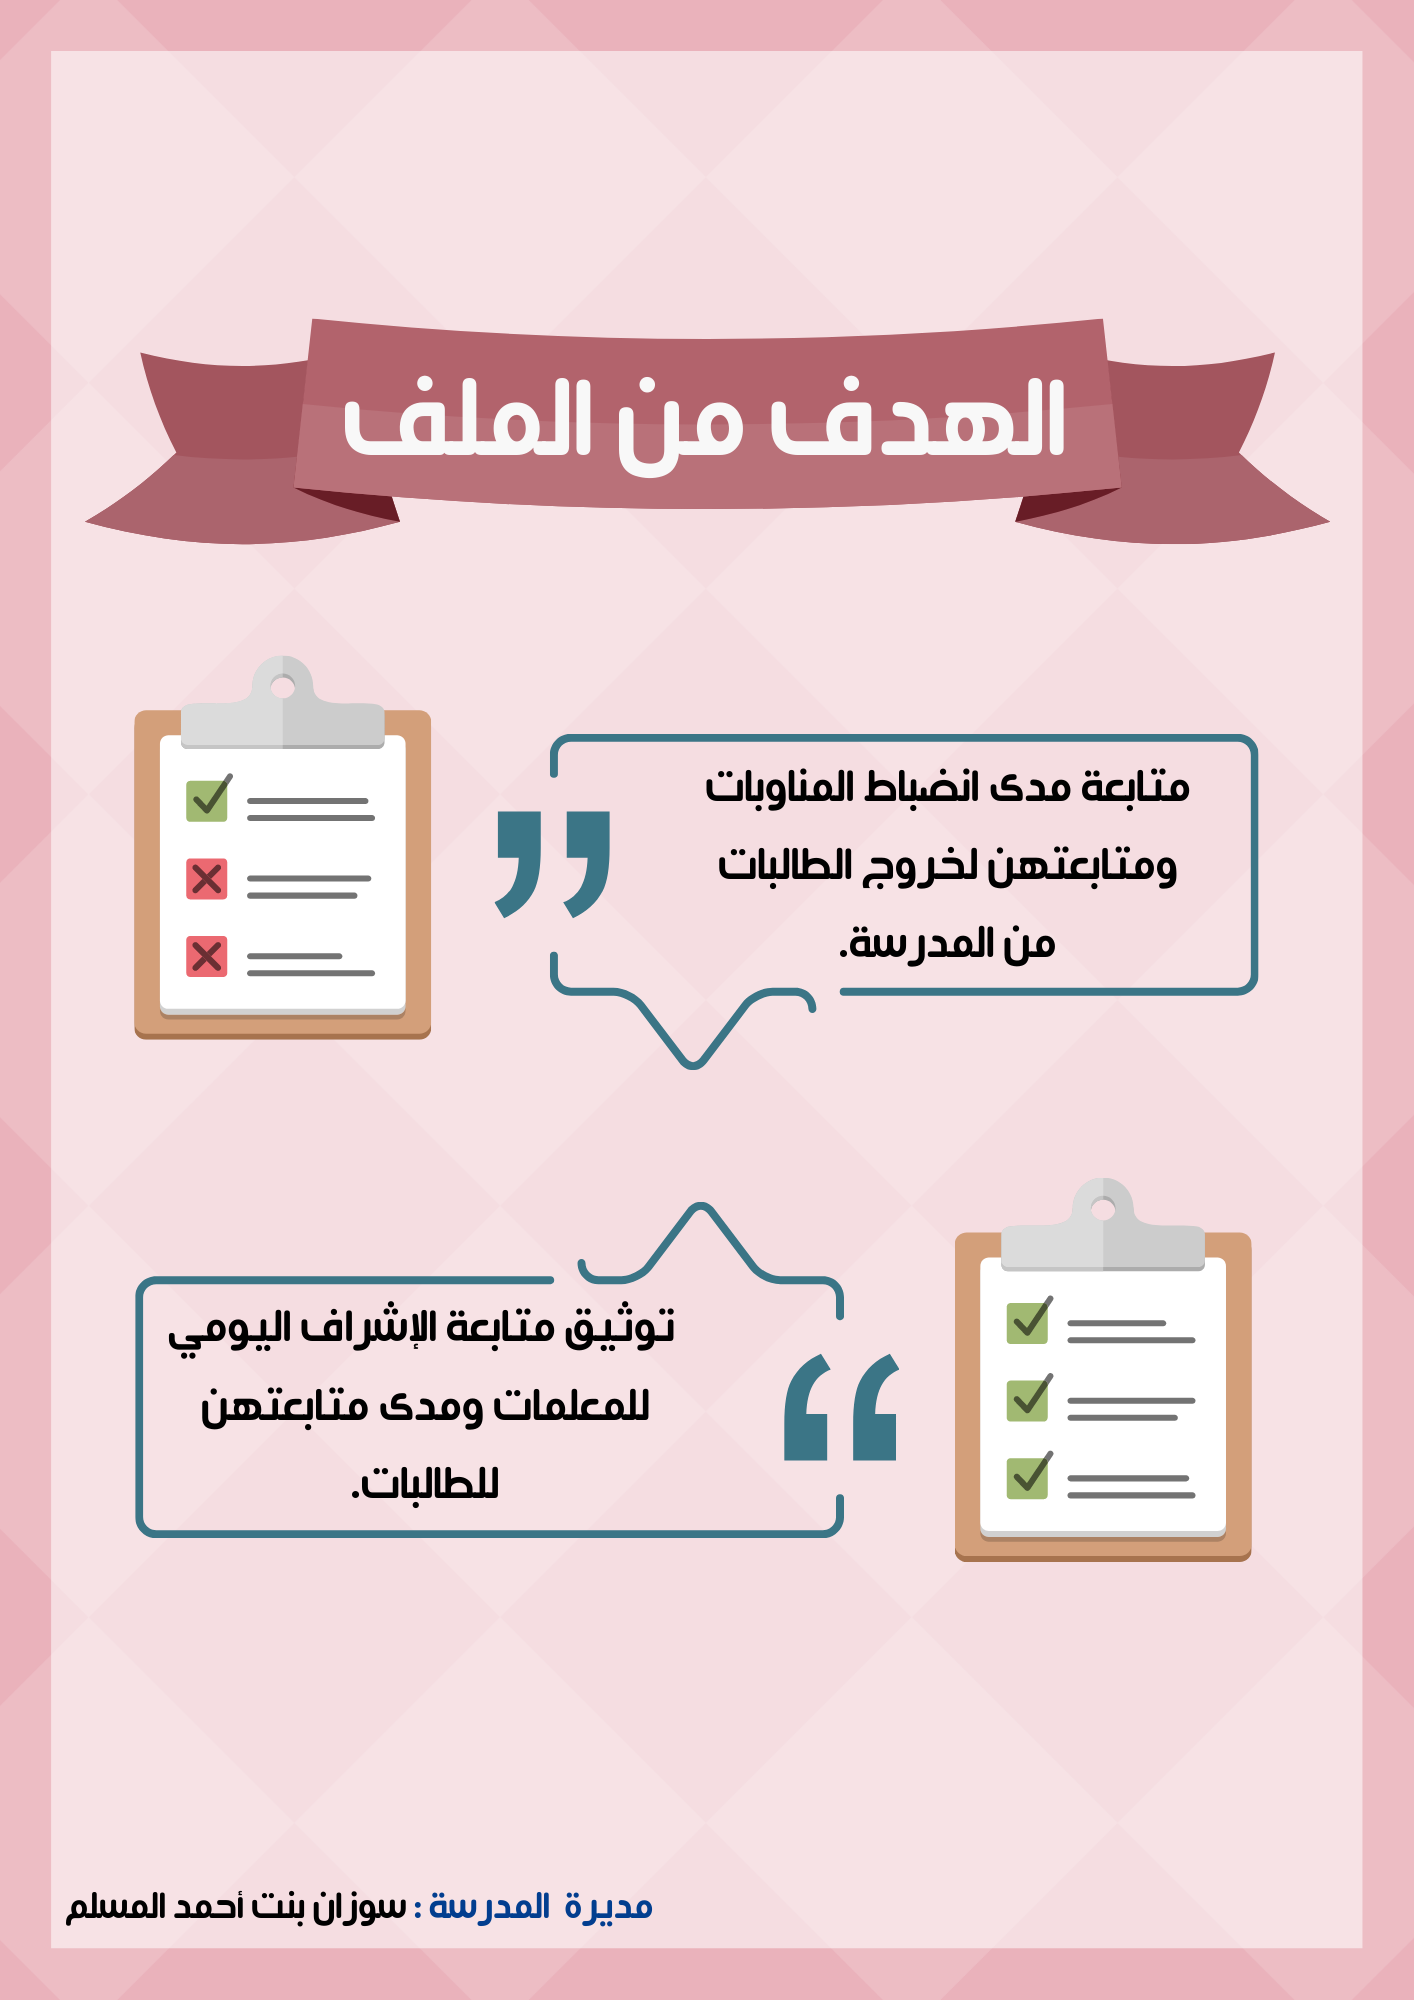 الهدف من الملف
متابعة مدى انضباط المناوبات
ومتابعتهن لخروج الطالبات
من المدرسة.
توثيق متابعة الإشراف اليومي
للمعلمات ومدى متابعتهن
للطالبات.
مديرة المدرسة : سوزان بنت أحمد المسلم